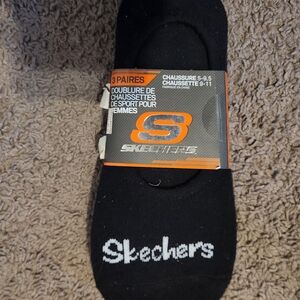 3 PAIRES
DOUBLURE DE
CHAUSSETTES
DE SPORT POUR
FEMMES
CHAUSSURE 5-9.5
CHAUSSETTE 9-11
S
SKECHERS
Skechers